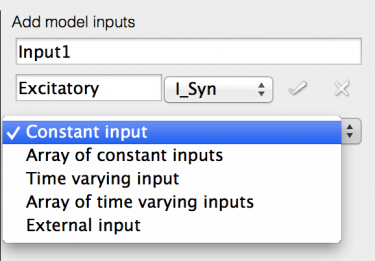 Add model inputs
Input1
Excitatory I_Syn
Constant input
Array of constant inputs
Time varying input
Array of time varying inputs
External input